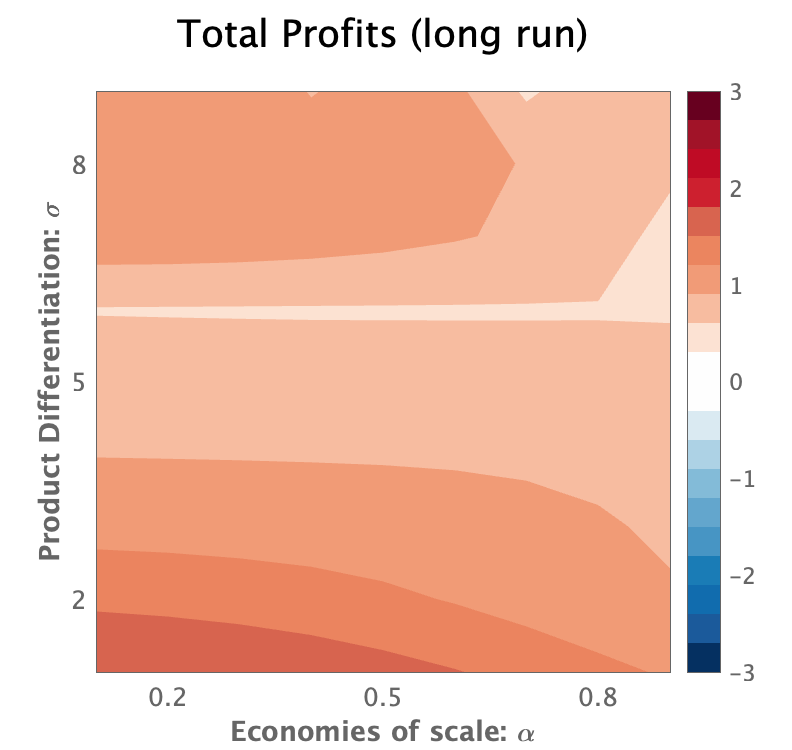 Total Profits (long run)
Product Differentiation: σ
8
5
2
0.2 0.5 0.8
Economies of scale: α
3
2
1
0
−1
−2
−3